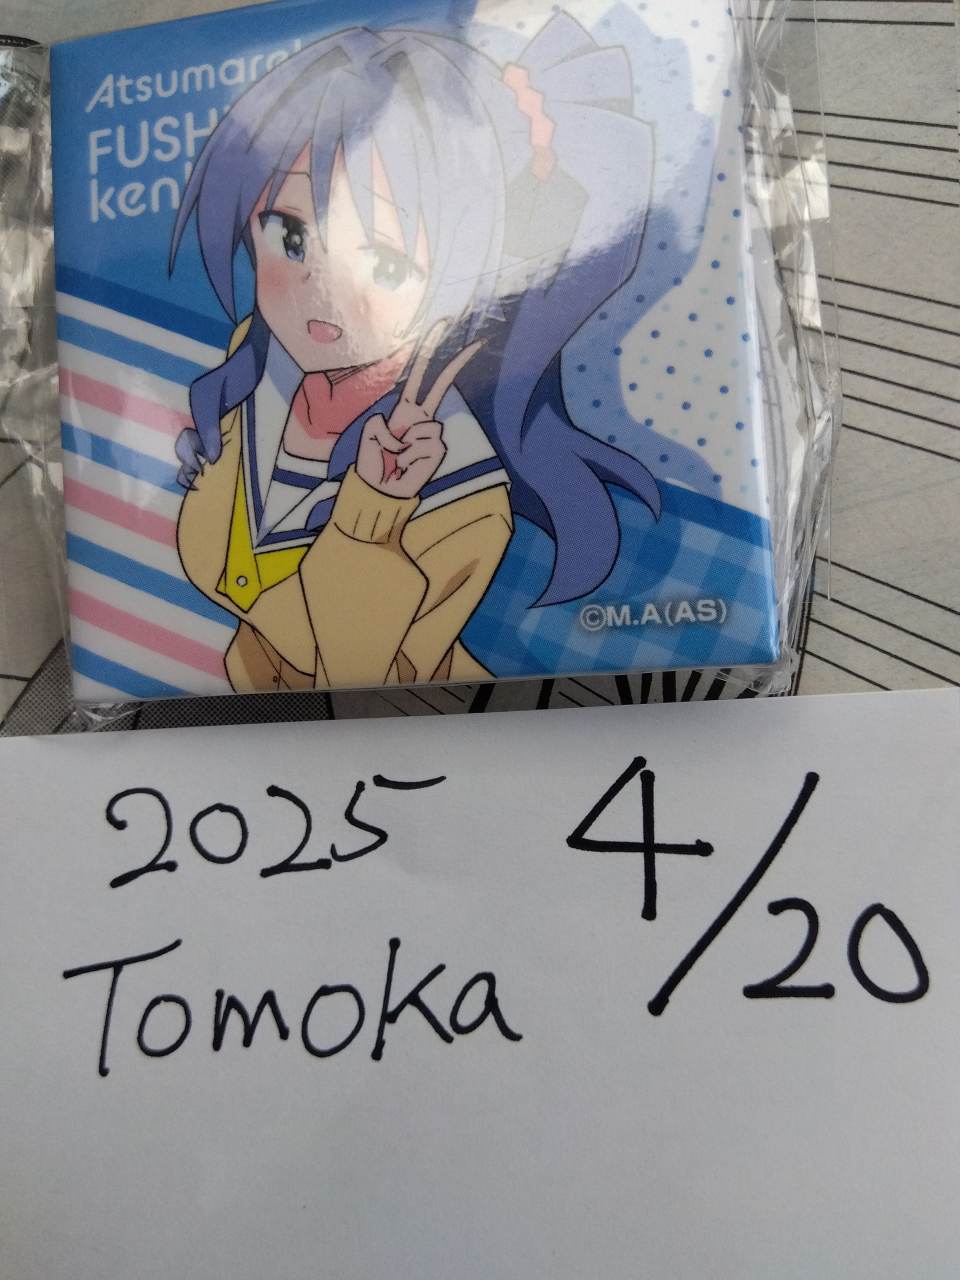 Atsumare!
FUSH
ken
©M.A(AS)
2025 4/20
Tomoka